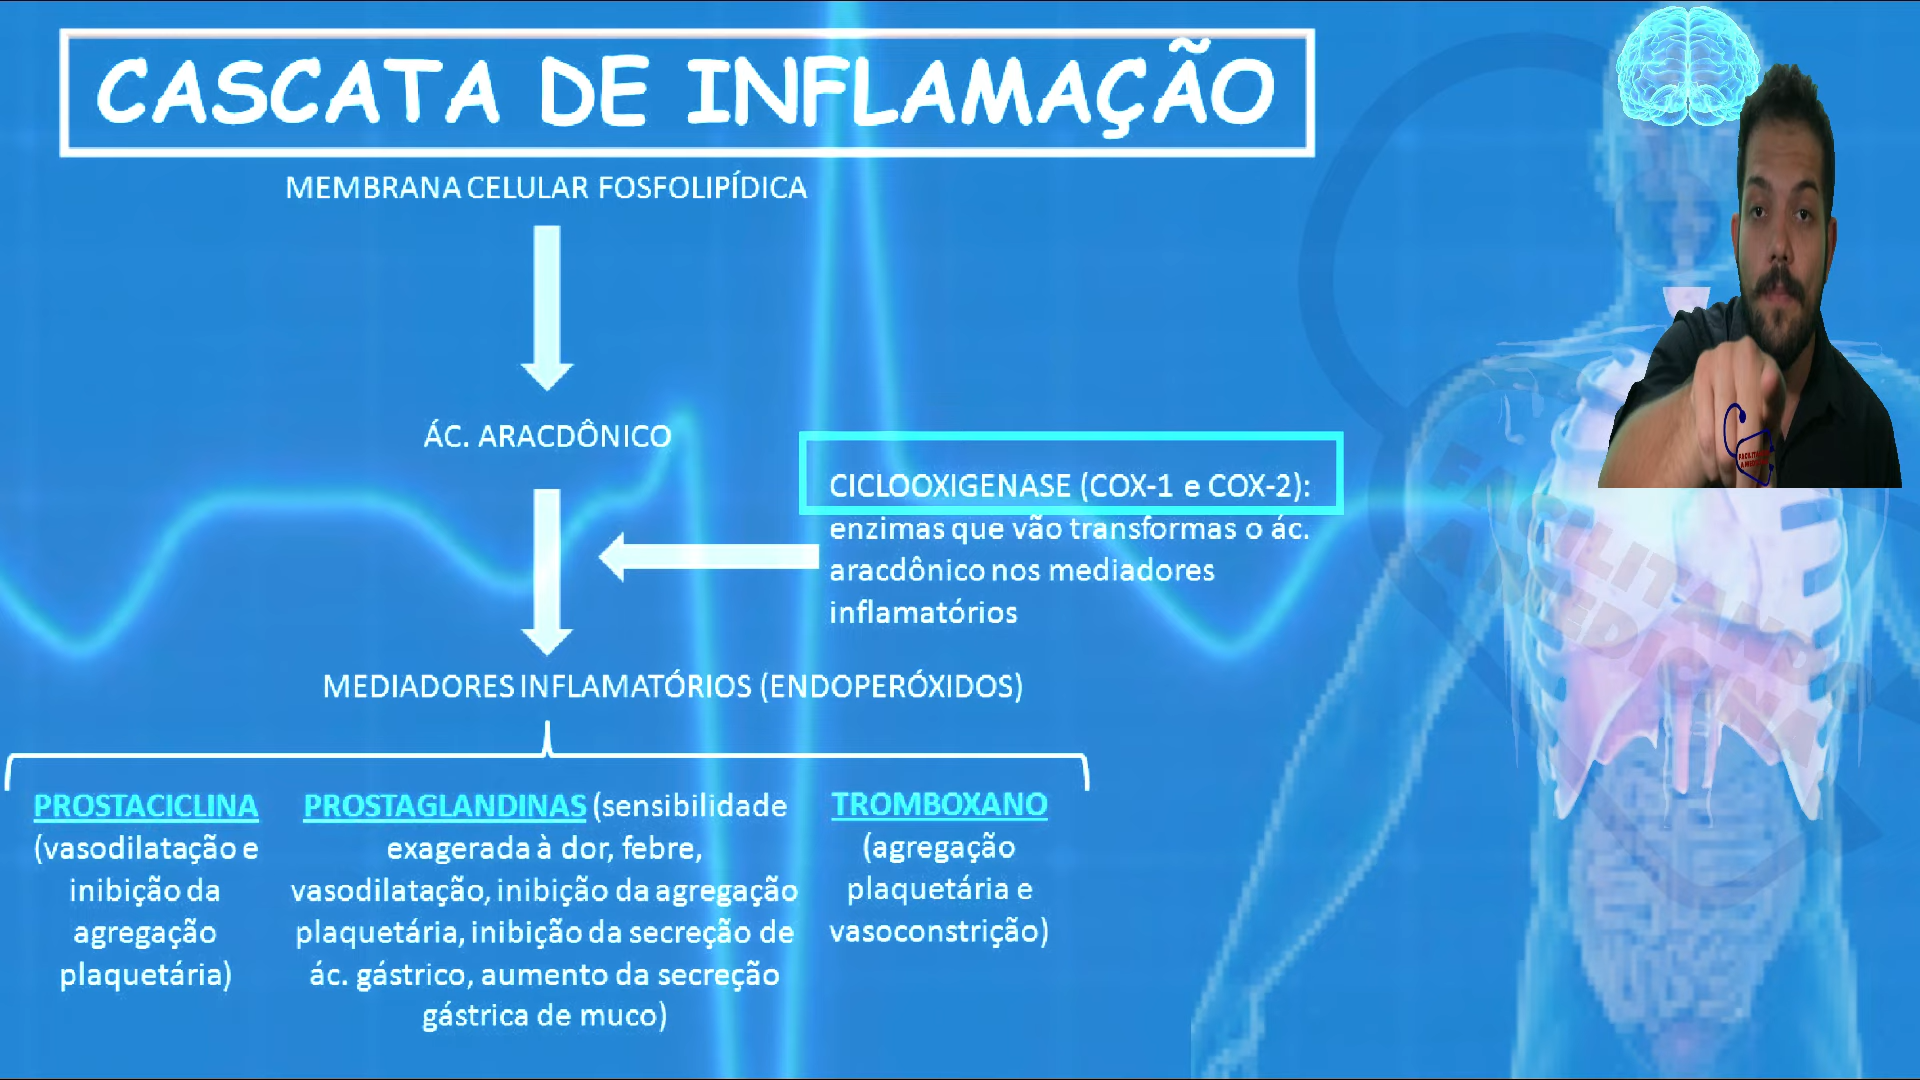 CASCATA DE INFLAMAÇÃO
MEMBRANA CELULAR FOSFOLIPÍDICA
ÁC. ARACDÔNICO
CICLOOXIGENASE (COX-1 e COX-2):
enzimas que vão transformas o ác.
aracdônico nos mediadores
inflamatórios
MEDIADORES INFLAMATÓRIOS (ENDOPERÓXIDOS)
PROSTACICLINA
(vasodilatação e
inibição da
agregação
plaquetária)
PROSTAGLANDINAS (sensibilidade
exagerada à dor, febre,
vasodilatação, inibição da agregação
plaquetária, inibição da secreção de
ác. gástrico, aumento da secreção
gástrica de muco)
TROMBOXANO
(agregação
plaquetária e
vasoconstrição)
FACILITANDO
A MEDICINA